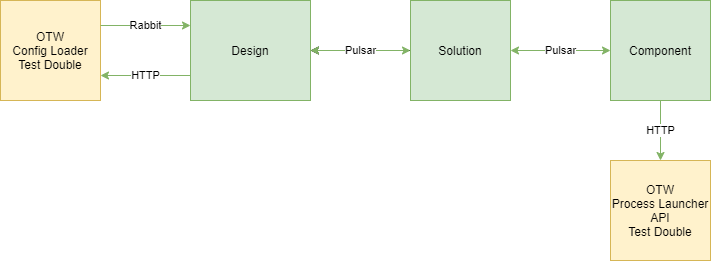 OTW
Config Loader
Test Double
Rabbit
HTTP
Design
Pulsar
Solution
Pulsar
Component
HTTP
OTW
Process Launcher
API
Test Double